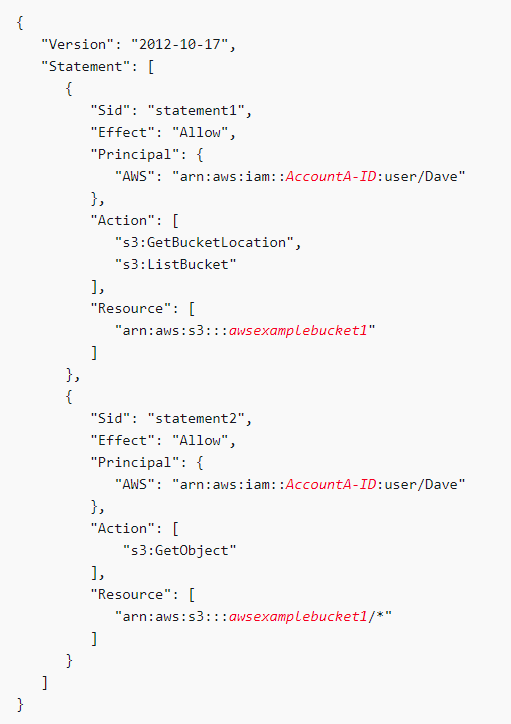 {
   "Version": "2012-10-17",
   "Statement": [
      {
         "Sid": "statement1",
         "Effect": "Allow",
         "Principal": {
            "AWS": "arn:aws:iam::AccountA-ID:user/Dave"
         },
         "Action": [
            "s3:GetBucketLocation",
            "s3:ListBucket"
         ],
         "Resource": [
            "arn:aws:s3:::awsexamplebucket1"
         ]
      },
      {
         "Sid": "statement2",
         "Effect": "Allow",
         "Principal": {
            "AWS": "arn:aws:iam::AccountA-ID:user/Dave"
         },
         "Action": [
             "s3:GetObject"
         ],
         "Resource": [
            "arn:aws:s3:::awsexamplebucket1/*"
         ]
      }
   ]
}